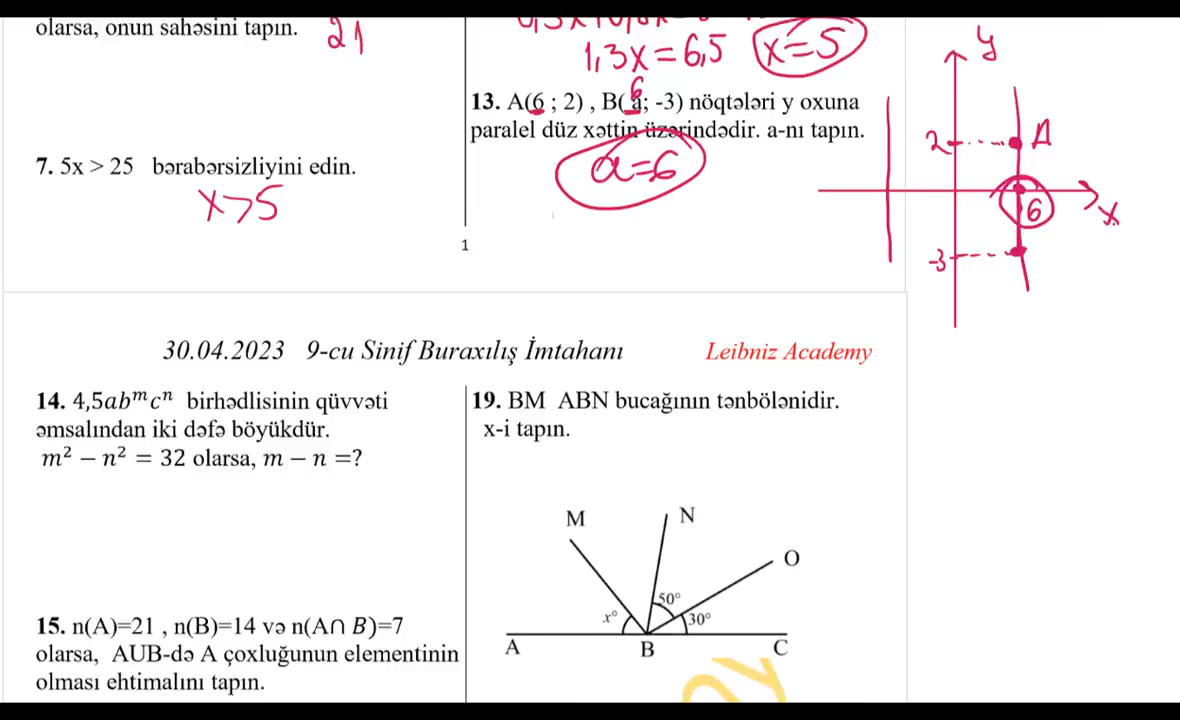 olarsa, onun sahəsini tapın. 21
1,3x = 6,5 x=5
13. A(6 ; 2) , B(a; -3) nöqtələri y oxuna
6
paralel düz xəttin üzərindədir. a-nı tapın.
a=6
7. 5x > 25 bərabərsizliyini edin.
x>5
1
y
2
A
6
x
-3
30.04.2023 9-cu Sinif Buraxılış İmtahanı
Leibniz Academy
14. 4,5abᵐcⁿ birhədlisinin qüvvəti
əmsalından iki dəfə böyükdür.
m² − n² = 32 olarsa, m − n =?
15. n(A)=21 , n(B)=14 və n(A∩ B)=7
olarsa, AUB-də A çoxluğunun elementinin
olması ehtimalını tapın.
19. BM ABN bucağının tənbölənidir.
x-i tapın.
M
N
O
x°
50°
30°
A
B
C